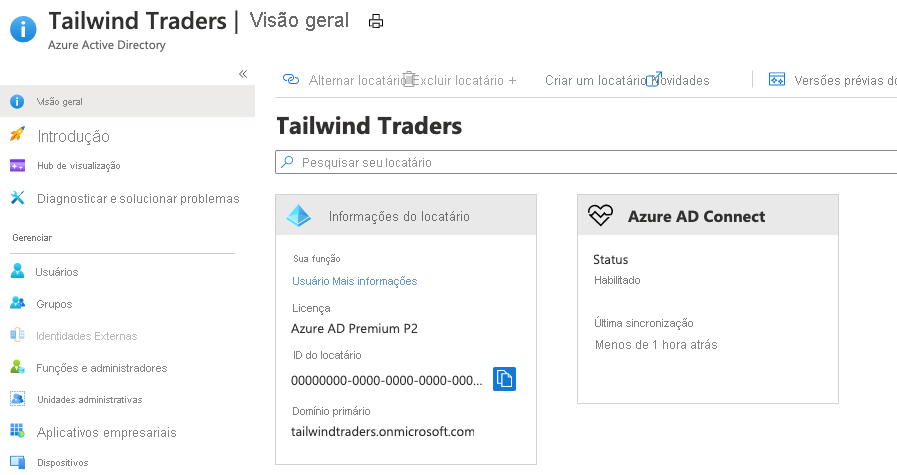 Tailwind Traders | Visão geral
Azure Active Directory
«
Visão geral
Introdução
Hub de visualização
Diagnosticar e solucionar problemas
Gerenciar
Usuários
Grupos
Identidades Externas
Funções e administradores
Unidades administrativas
Aplicativos empresariais
Dispositivos
Alternar locatário Excluir locatário + Criar um locatário Novidades Versões prévias do
Tailwind Traders
Pesquisar seu locatário
Informações do locatário
Sua função
Usuário Mais informações
Licença
Azure AD Premium P2
ID do locatário
00000000-0000-0000-0000-000...
Domínio primário
tailwindtraders.onmicrosoft.com
Azure AD Connect
Status
Habilitado
Última sincronização
Menos de 1 hora atrás